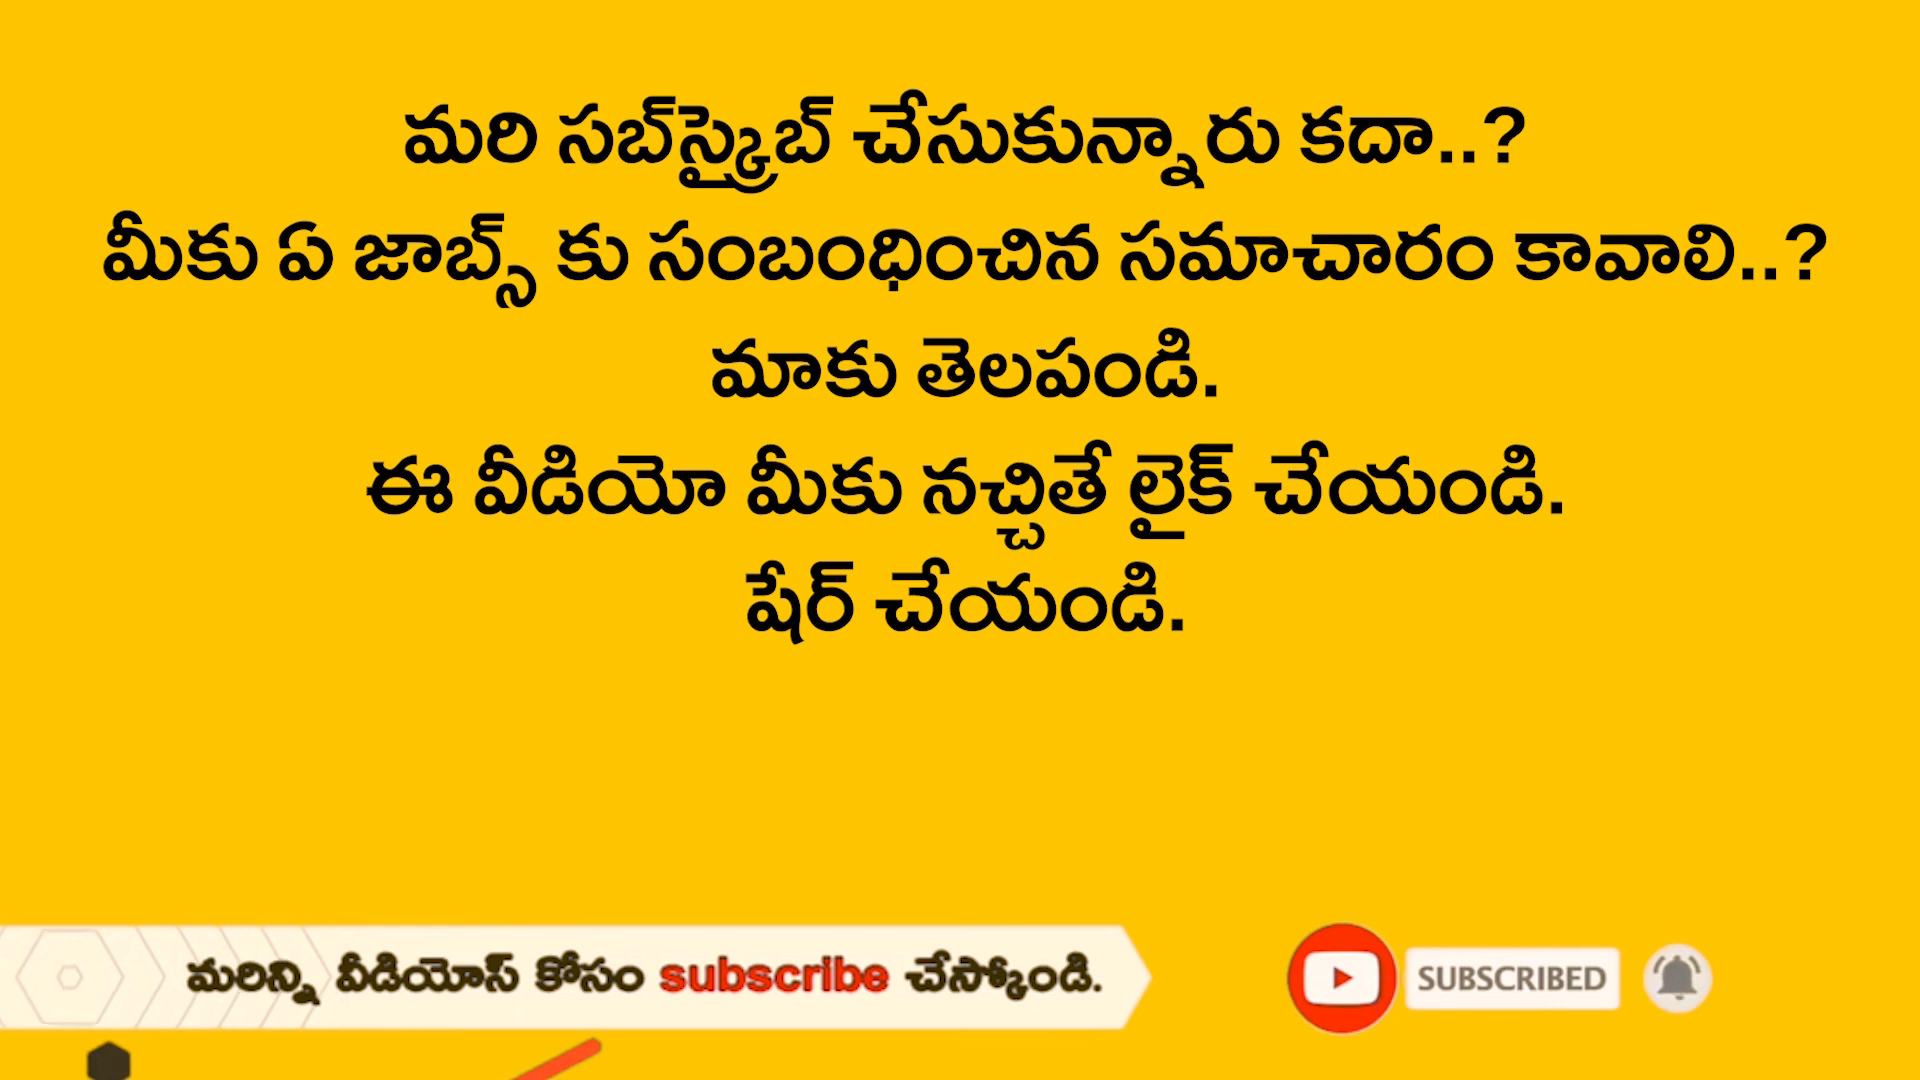 మరి సబ్‌స్క్రైబ్ చేసుకున్నారు కదా..?
మీకు ఏ జాబ్స్ కు సంబంధించిన సమాచారం కావాలి..?
మాకు తెలపండి.
ఈ వీడియో మీకు నచ్చితే లైక్ చేయండి.
షేర్ చేయండి.
మరిన్ని వీడియోస్ కోసం subscribe చేస్కోండి.
SUBSCRIBED